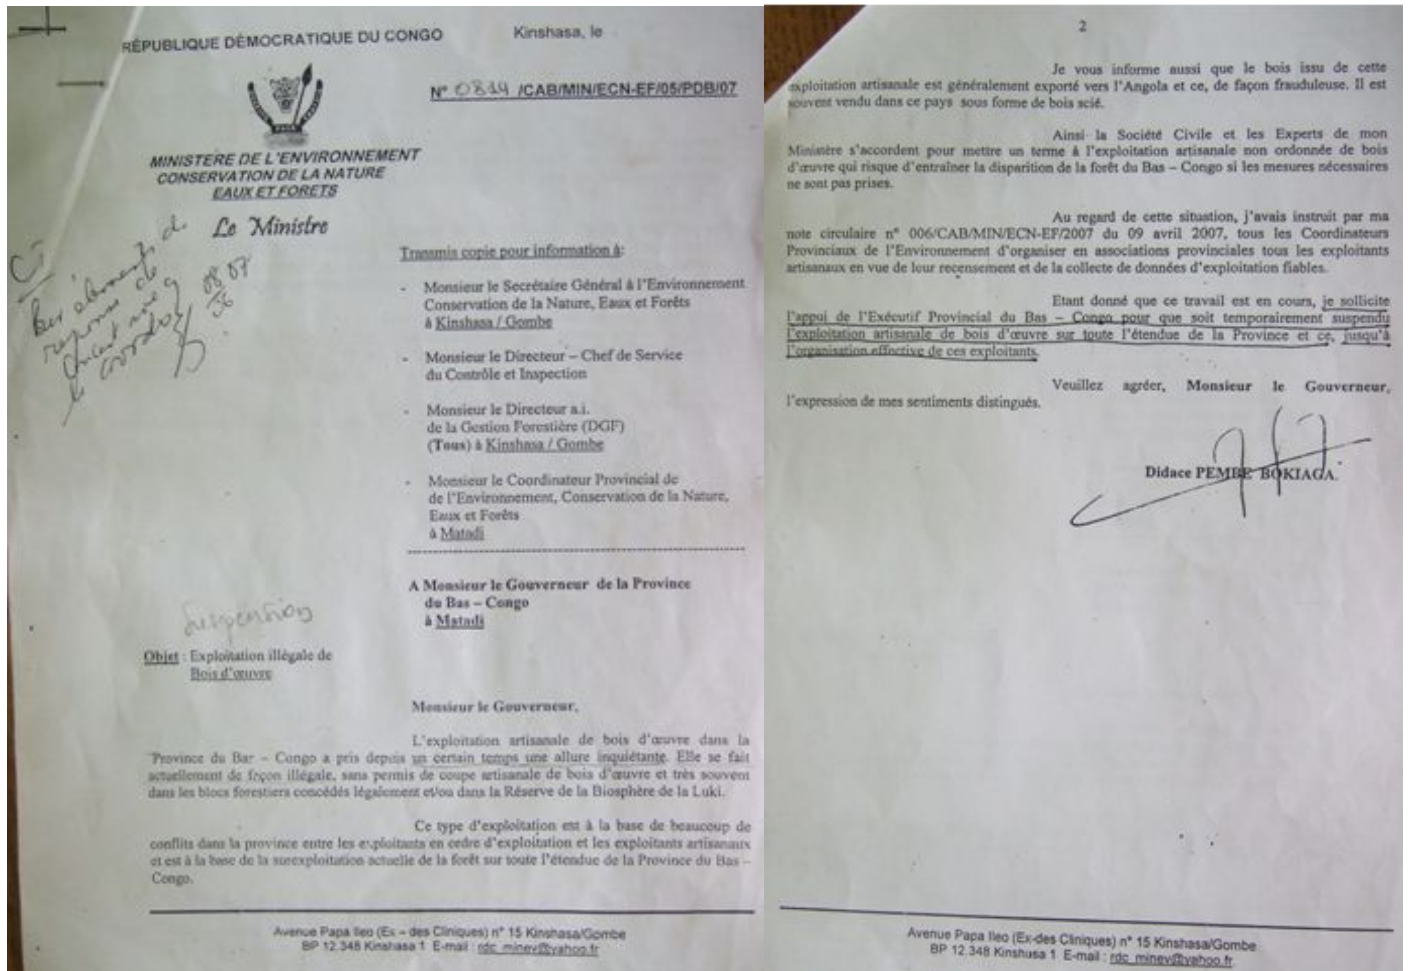 RÉPUBLIQUE DÉMOCRATIQUE DU CONGO
Kinshasa, le
N° 0814 /CAB/MIN/ECN-EF/05/PDB/07
MINISTERE DE L'ENVIRONNEMENT
CONSERVATION DE LA NATURE
EAUX ET FORETS
Le Ministre
CI
réponse de
08 07
Transmis copie pour information à:
- Monsieur le Secrétaire Général à l'Environnement
Conservation de la Nature, Eaux et Forêts
à Kinshasa / Gombe
- Monsieur le Directeur – Chef de Service
du Contrôle et Inspection
- Monsieur le Directeur a.i.
de la Gestion Forestière (DGF)
(Tous) à Kinshasa / Gombe
- Monsieur le Coordinateur Provincial de
de l'Environnement, Conservation de la Nature,
Eaux et Forêts
à Matadi
A Monsieur le Gouverneur de la Province
du Bas – Congo
à Matadi
Suspension
Objet : Exploitation illégale de
Bois d'œuvre
Monsieur le Gouverneur,
L'exploitation artisanale de bois d'œuvre dans la
Province du Bar – Congo a pris depuis un certain temps une allure inquiétante. Elle se fait
actuellement de façon illégale, sans permis de coupe artisanale de bois d'œuvre et très souvent
dans les blocs forestiers concédés légalement et/ou dans la Réserve de la Biosphère de la Luki.
Ce type d'exploitation est à la base de beaucoup de
conflits dans la province entre les exploitants en ordre d'exploitation et les exploitants artisanaux
et est à la base de la surexploitation actuelle de la forêt sur toute l'étendue de la Province du Bas –
Congo.
Avenue Papa Ileo (Ex – des Cliniques) n° 15 Kinshasa/Gombe
BP 12.348 Kinshasa 1 E-mail : rdc_minev@yahoo.fr
2
Je vous informe aussi que le bois issu de cette
exploitation artisanale est généralement exporté vers l'Angola et ce, de façon frauduleuse. Il est
souvent vendu dans ce pays sous forme de bois scié.
Ainsi la Société Civile et les Experts de mon
Ministère s'accordent pour mettre un terme à l'exploitation artisanale non ordonnée de bois
d'œuvre qui risque d'entraîner la disparition de la forêt du Bas – Congo si les mesures nécessaires
ne sont pas prises.
Au regard de cette situation, j'avais instruit par ma
note circulaire n° 006/CAB/MIN/ECN-EF/2007 du 09 avril 2007, tous les Coordinateurs
Provinciaux de l'Environnement d'organiser en associations provinciales tous les exploitants
artisanaux en vue de leur recensement et de la collecte de données d'exploitation fiables.
Etant donné que ce travail est en cours, je sollicite
l'appui de l'Exécutif Provincial du Bas – Congo pour que soit temporairement suspendu
l'exploitation artisanale de bois d'œuvre sur toute l'étendue de la Province et ce, jusqu'à
l'organisation effective de ces exploitants.
Veuillez agréer, Monsieur le Gouverneur,
l'expression de mes sentiments distingués.
Didace PEMBE BOKIAGA.
Avenue Papa Ileo (Ex-des Cliniques) n° 15 Kinshasa/Gombe
BP 12.348 Kinshasa 1 E-mail : rdc_minev@yahoo.fr